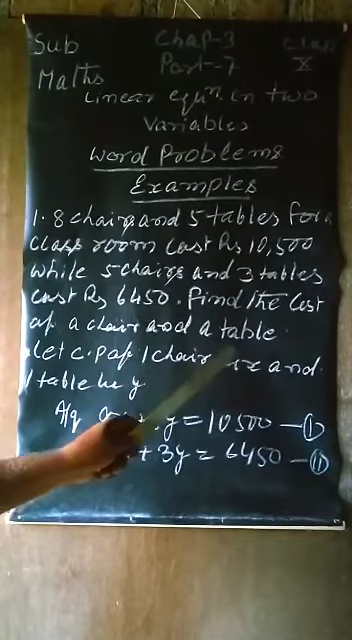 Sub Chap-3 Class
Maths Part-7 X
Linear equn. in two
Variables
Word Problems
Examples
1. 8 chairs and 5 tables for a
class room cost Rs 10,500
while 5 chairs and 3 tables
cost Rs 6450. Find the cost
of a chair and a table.
let C.P of 1 chair x and
1 table be y
A/q y = 10500 — (I)
+ 3y = 6450 — (II)